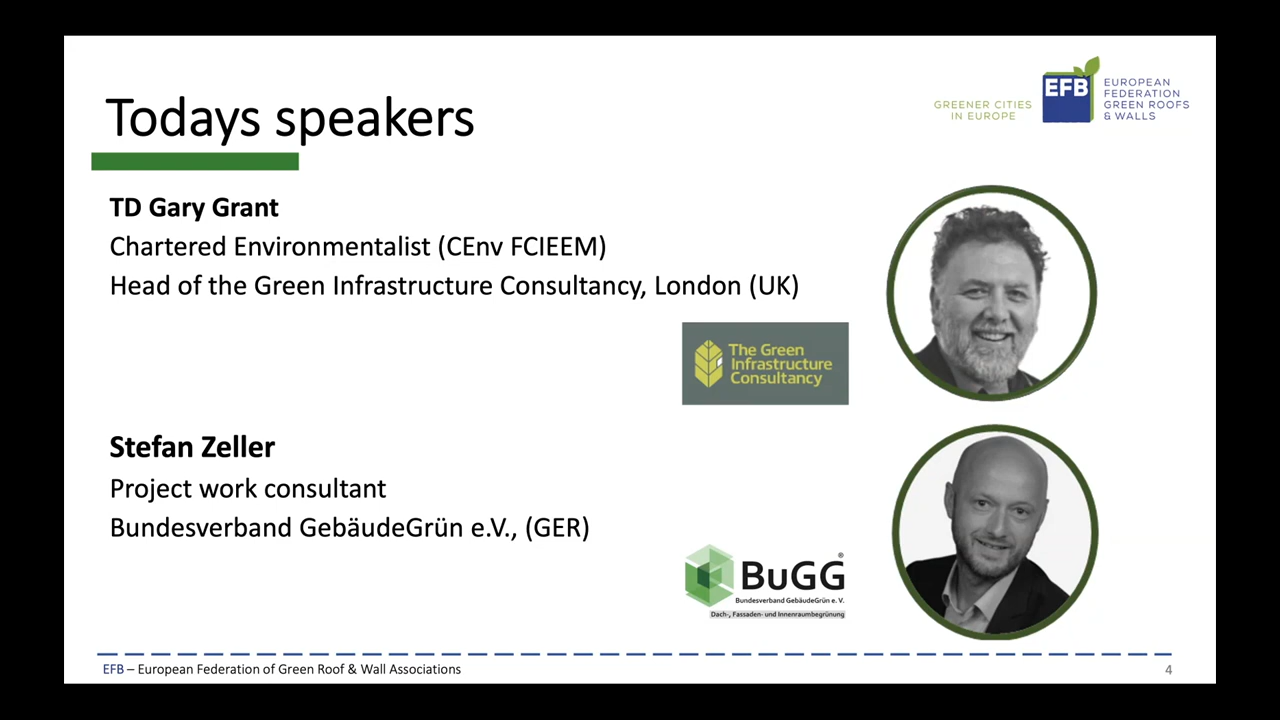 Todays speakers
GREENER CITIES
IN EUROPE
EFB
EUROPEAN
FEDERATION
GREEN ROOFS
& WALLS
TD Gary Grant
Chartered Environmentalist (CEnv FCIEEM)
Head of the Green Infrastructure Consultancy, London (UK)
The Green
Infrastructure
Consultancy
Stefan Zeller
Project work consultant
Bundesverband GebäudeGrün e.V., (GER)
BuGG®
Bundesverband GebäudeGrün e. V.
Dach-, Fassaden- und Innenraumbegrünung
EFB – European Federation of Green Roof & Wall Associations
4